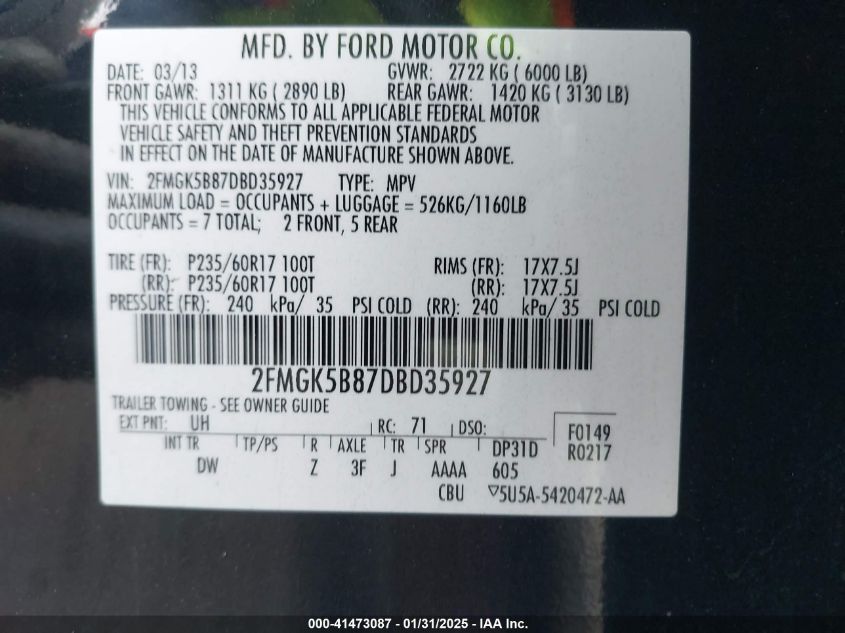 MFD. BY FORD MOTOR CO.
DATE: 03/13 GVWR: 2722 KG ( 6000 LB)
FRONT GAWR: 1311 KG ( 2890 LB) REAR GAWR: 1420 KG ( 3130 LB)
THIS VEHICLE CONFORMS TO ALL APPLICABLE FEDERAL MOTOR
VEHICLE SAFETY AND THEFT PREVENTION STANDARDS
IN EFFECT ON THE DATE OF MANUFACTURE SHOWN ABOVE.
VIN: 2FMGK5B87DBD35927 TYPE: MPV
MAXIMUM LOAD = OCCUPANTS + LUGGAGE = 526KG/1160LB
OCCUPANTS = 7 TOTAL; 2 FRONT, 5 REAR
TIRE (FR): P235/60R17 100T RIMS (FR): 17X7.5J
(RR): P235/60R17 100T (RR): 17X7.5J
PRESSURE (FR): 240 kPa/ 35 PSI COLD (RR): 240 kPa/ 35 PSI COLD
2FMGK5B87DBD35927
TRAILER TOWING - SEE OWNER GUIDE
EXT PNT: UH RC: 71 DSO: F0149
INT TR TP/PS R AXLE TR SPR DP31D R0217
DW Z 3F J AAAA 605
CBU ▽5U5A-5420472-AA
000-41473087 - 01/31/2025 - IAA Inc.